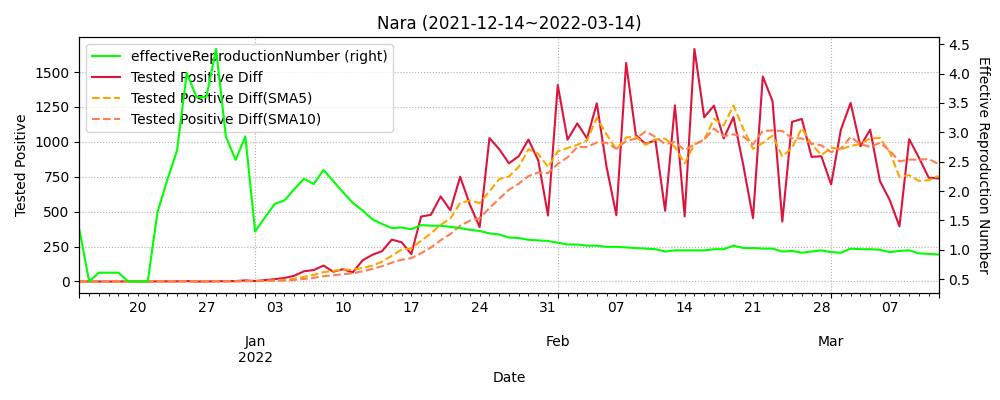 Nara (2021-12-14~2022-03-14)
effectiveReproductionNumber (right)
Tested Positive Diff
Tested Positive Diff(SMA5)
Tested Positive Diff(SMA10)
Tested Positive
1500
1250
1000
750
500
250
0
Effective Reproduction Number
4.5
4.0
3.5
3.0
2.5
2.0
1.5
1.0
0.5
20 27 03 10 17 24 31 07 14 21 28 07
Jan Feb Mar
2022
Date